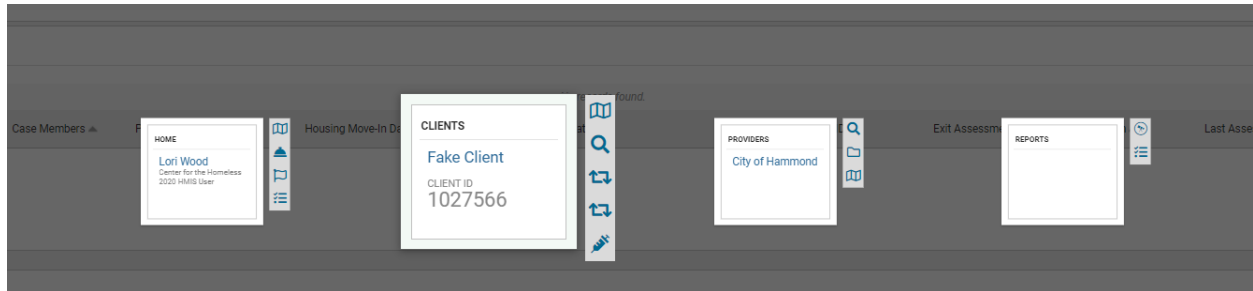 found.
Case Members
Housing Move-In Da
Exit Assessm
Last Asse
HOME
Lori Wood
Center for the Homeless
2020 HMIS User
CLIENTS
Fake Client
CLIENT ID
1027566
PROVIDERS
City of Hammond
REPORTS